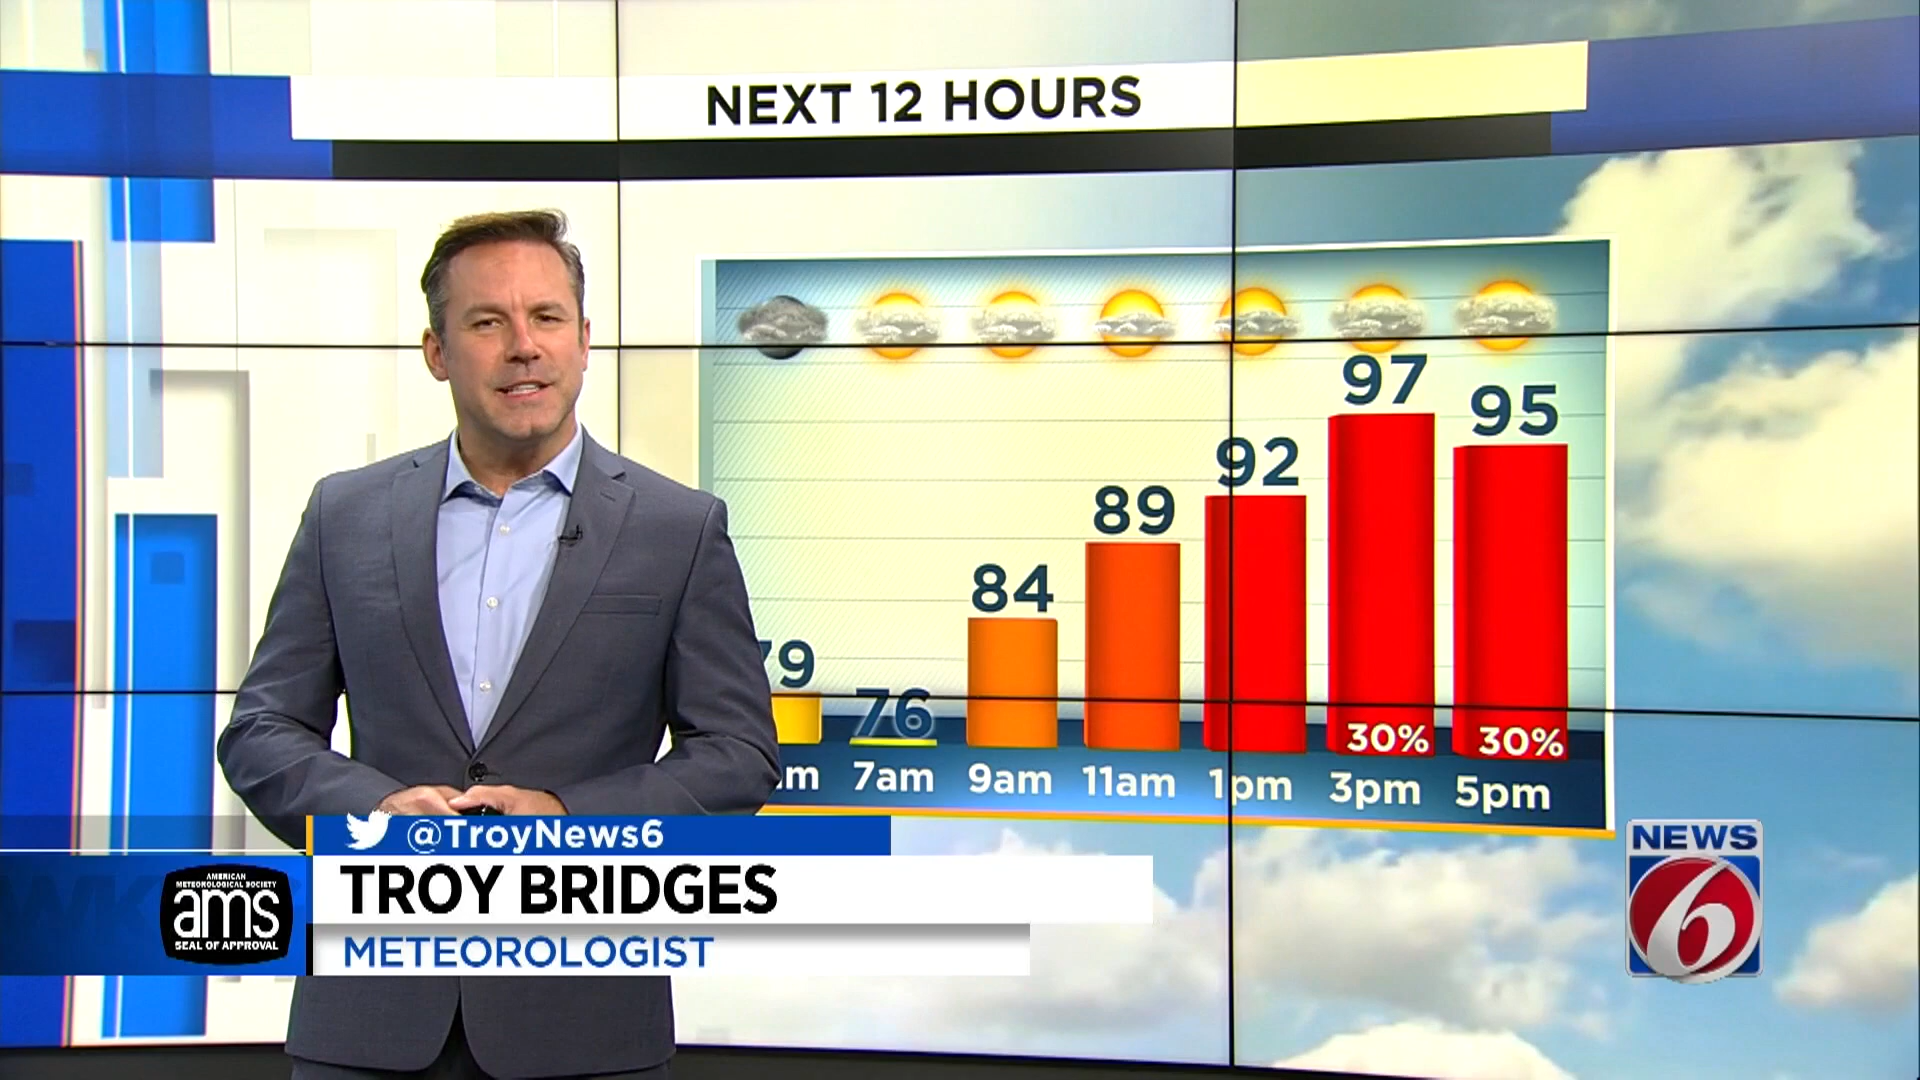 NEXT 12 HOURS
79 76 84 89 92 97 95
30% 30%
7am 9am 11am 1pm 3pm 5pm
@TroyNews6
TROY BRIDGES
METEOROLOGIST
AMERICAN
METEOROLOGICAL SOCIETY
ams
SEAL OF APPROVAL
NEWS
6